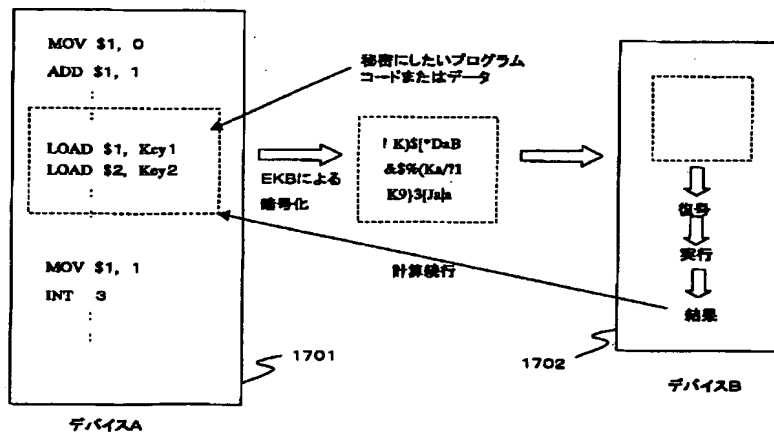 MOV $1, 0
ADD $1, 1
LOAD $1, Key1
LOAD $2, Key2
MOV $1, 1
INT 3
1701
デバイスA
秘密にしたいプログラム
コードまたはデータ
EKBによる
暗号化
! K)$[*DaB
&$%(Ka/?1
K9}3{Ja|a
計算続行
復号
実行
結果
1702
デバイスB